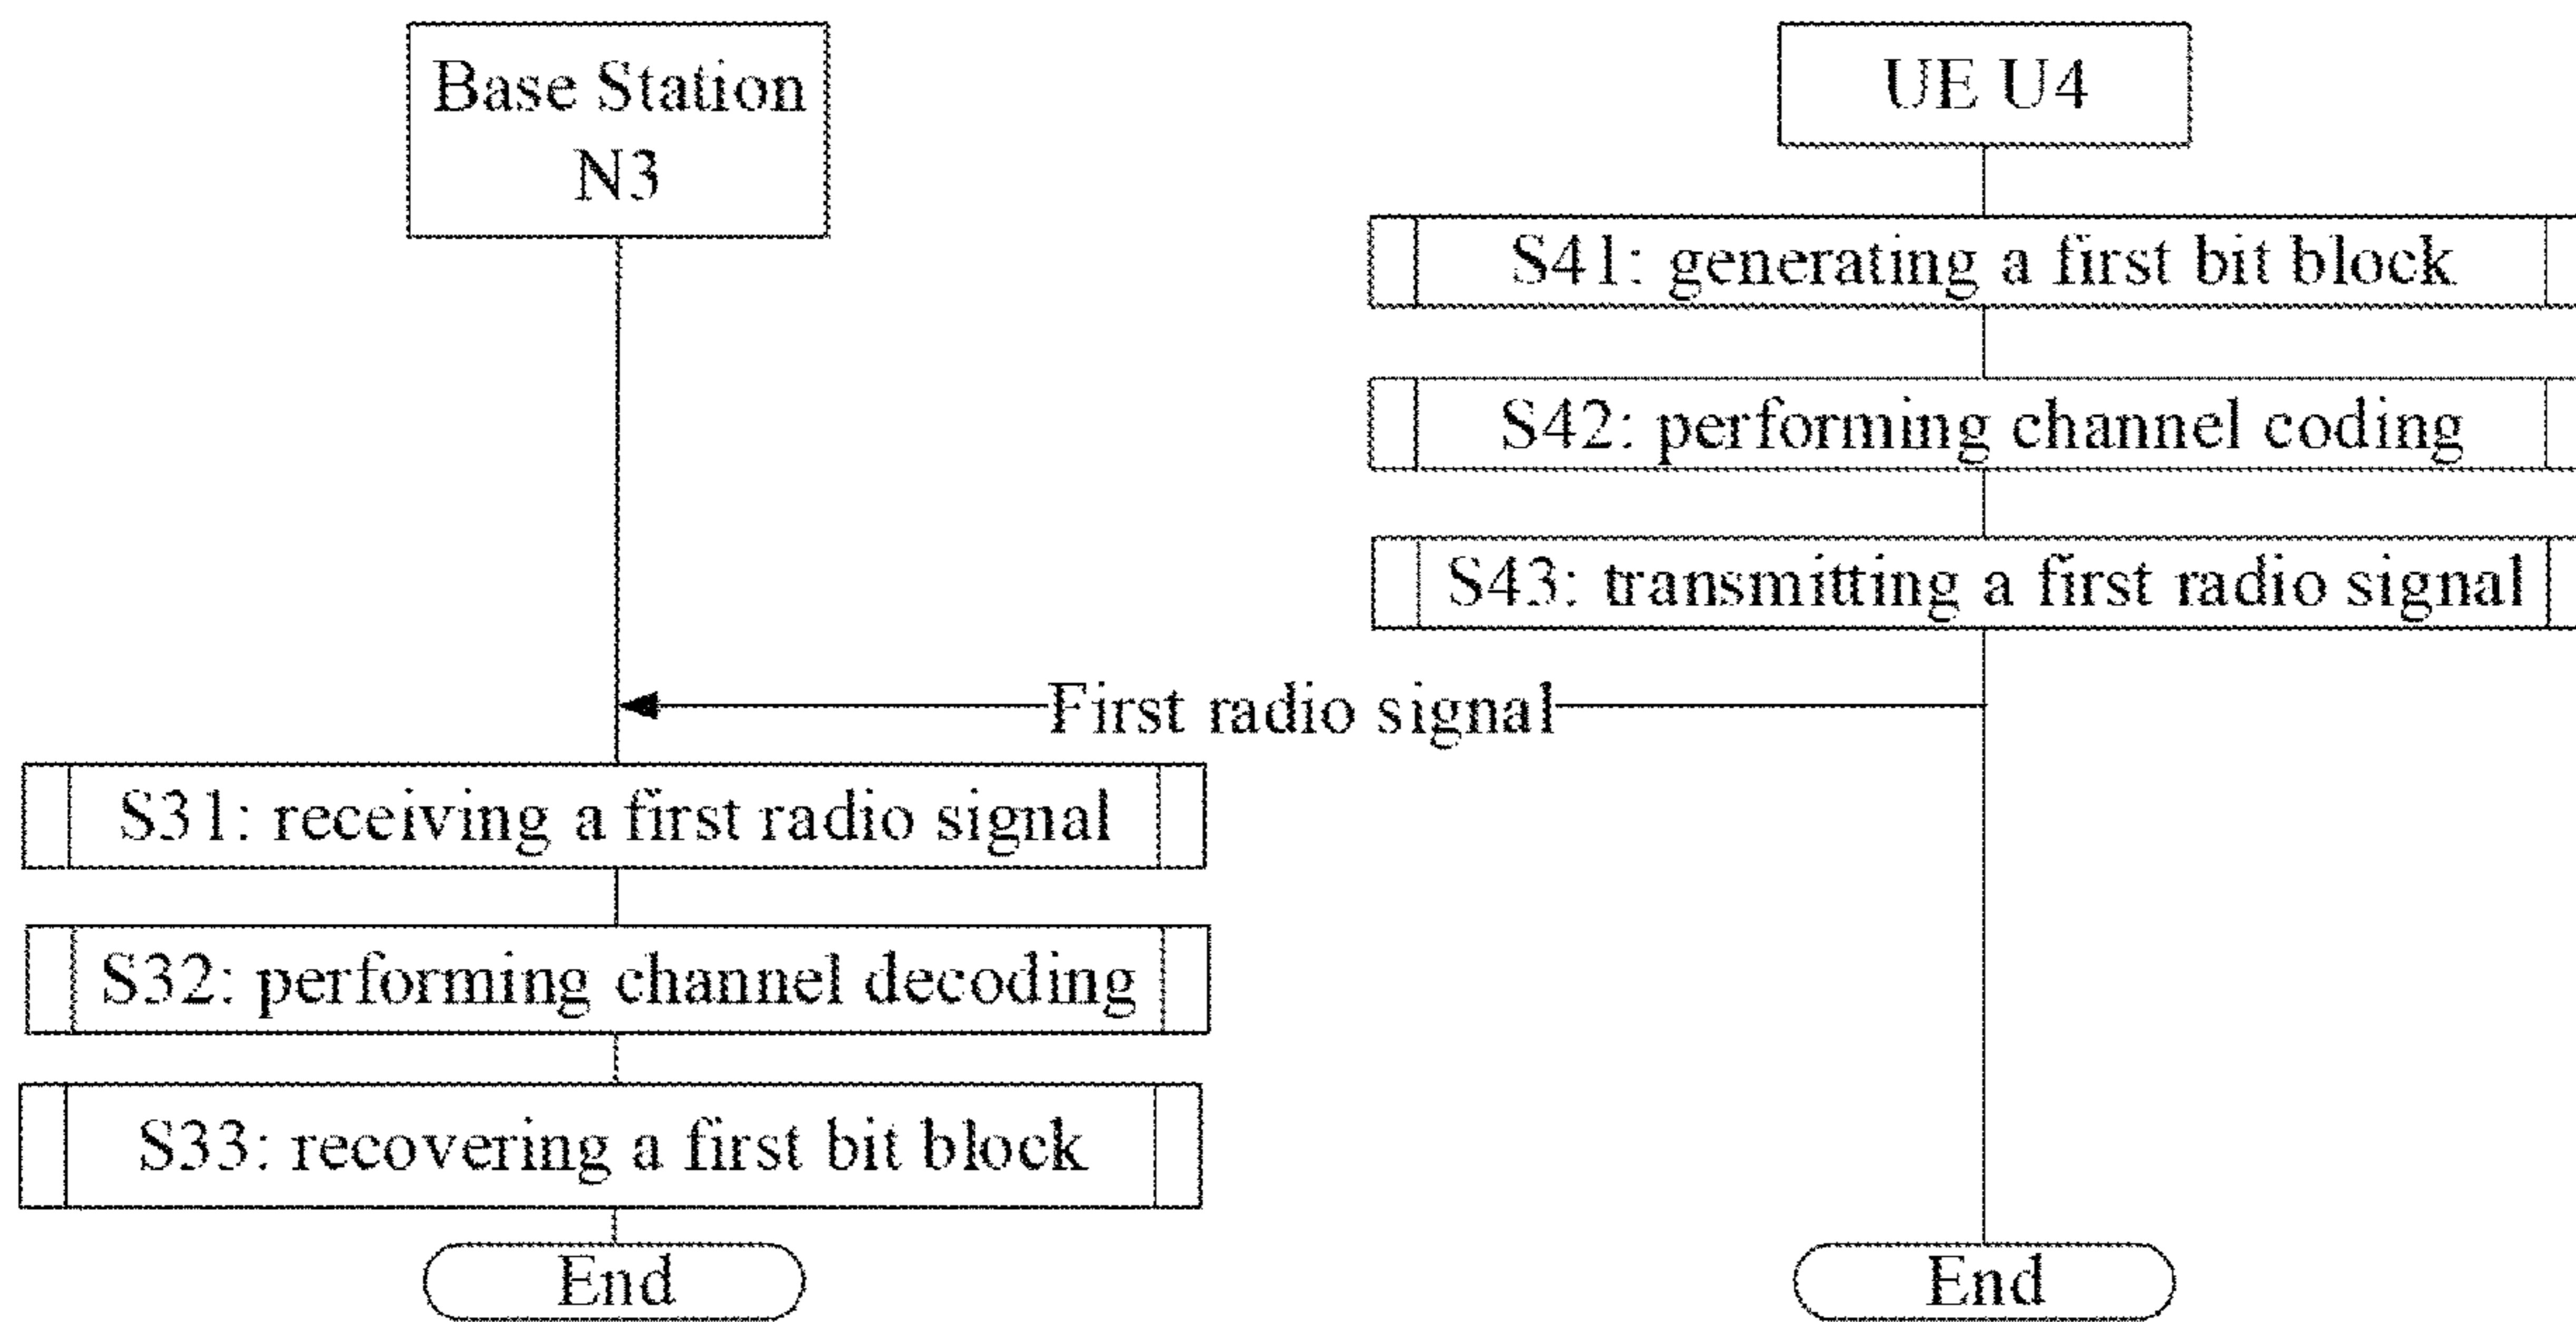 Base Station
N3
UE U4
S41: generating a first bit block
S42: performing channel coding
S43: transmitting a first radio signal
First radio signal
S31: receiving a first radio signal
S32: performing channel decoding
S33: recovering a first bit block
End
End